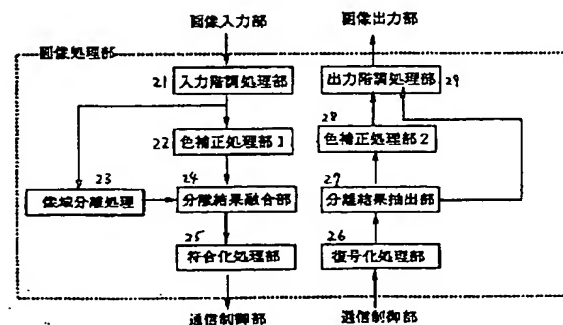 画像入力部
画像出力部
画像処理部
21 入力階調処理部
出力階調処理部 29
22 色補正処理部1
28 色補正処理部2
23 像域分離処理
24 分離結果融合部
27 分離結果抽出部
25 符合化処理部
26 復号化処理部
通信制御部
通信制御部